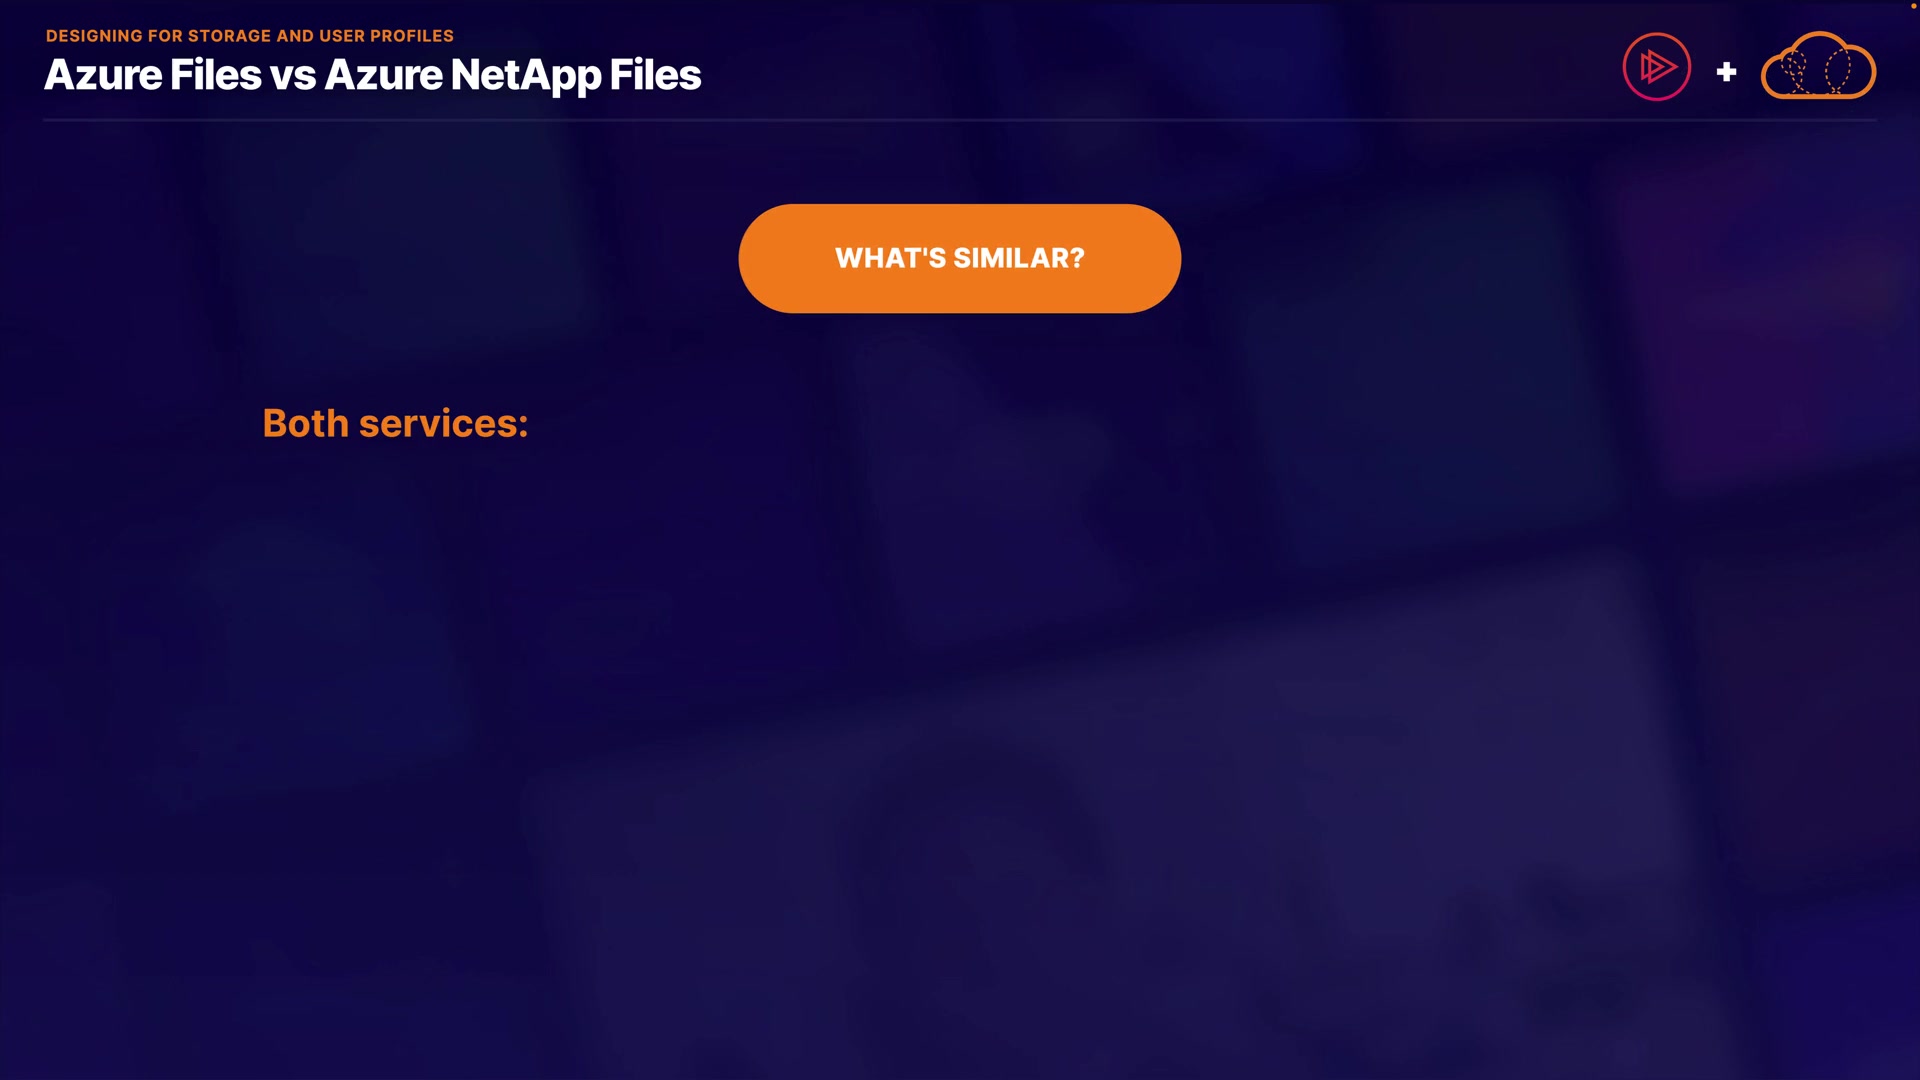 DESIGNING FOR STORAGE AND USER PROFILES
Azure Files vs Azure NetApp Files
+
WHAT'S SIMILAR?
Both services: